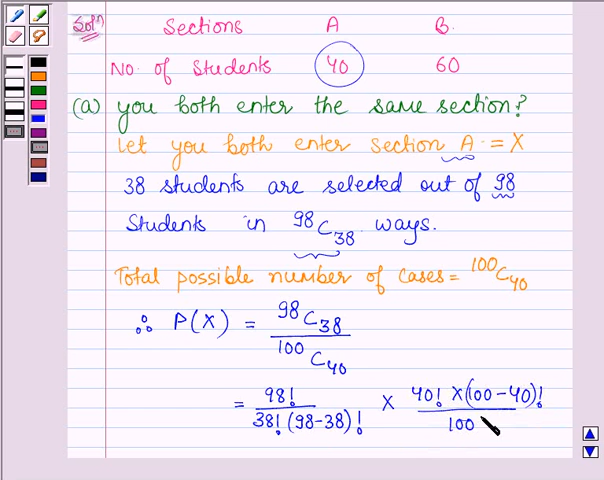 Solⁿ Sections A B.
No. of Students 40 60
(a) you both enter the same section?
Let you both enter section A = X
38 students are selected out of 98
Students in ⁹⁸C₃₈ ways.
Total possible number of cases = ¹⁰⁰C₄₀
∴ P(X) = ⁹⁸C₃₈ / ¹⁰⁰C₄₀
= 98! / 38! (98-38)! × 40! × (100-40)! / 100